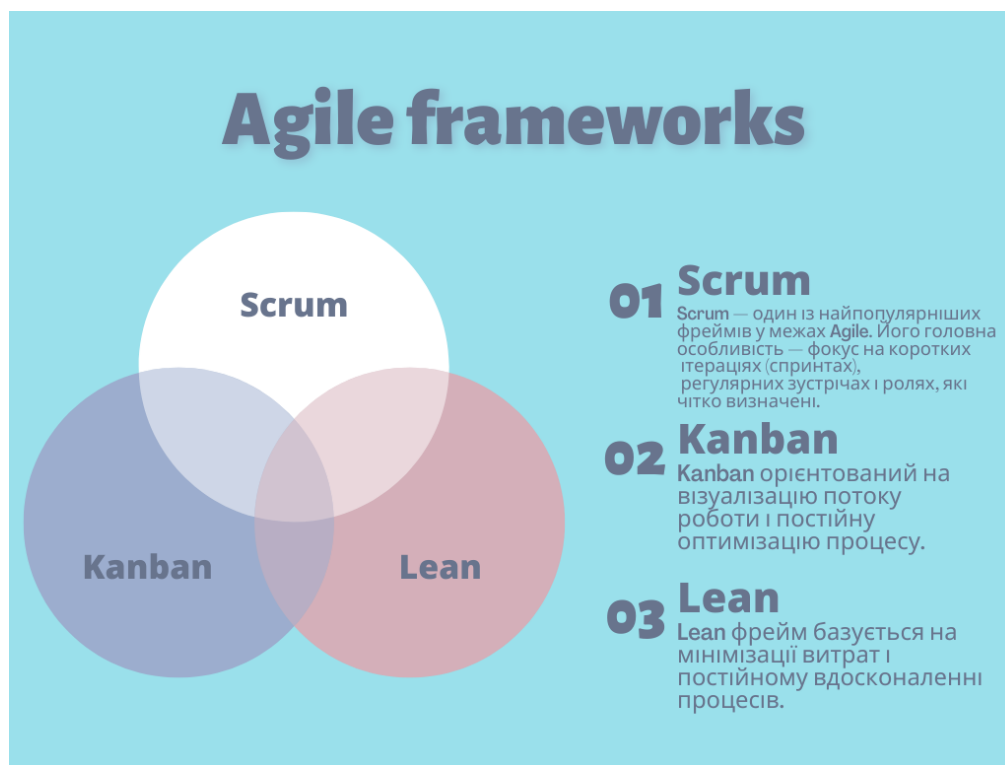 Agile frameworks
Scrum
Kanban
Lean
01
Scrum
Scrum — один із найпопулярніших
фреймів у межах Agile. Його головна
особливість — фокус на коротких
ітераціях (спринтах),
регулярних зустрічах і ролях, які
чітко визначені.
02
Kanban
Kanban орієнтований на
візуалізацію потоку
роботи і постійну
оптимізацію процесу.
03
Lean
Lean фрейм базується на
мінімізації витрат і
постійному вдосконаленні
процесів.